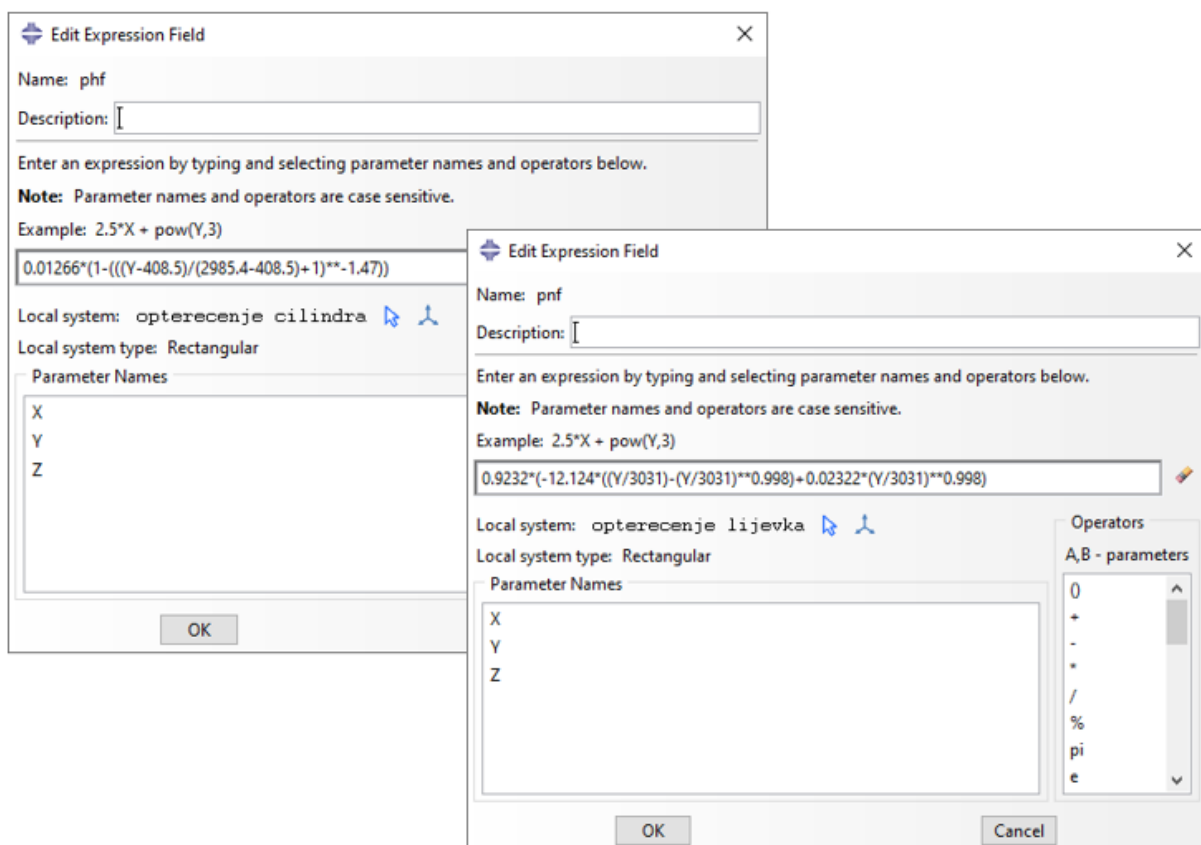 Edit Expression Field
Name: phf
Description:
Enter an expression by typing and selecting parameter names and operators below.
Note: Parameter names and operators are case sensitive.
Example: 2.5*X + pow(Y,3)
0.01266*(1-(((Y-408.5)/(2985.4-408.5)+1)**-1.47))
Local system: opterecenje cilindra
Local system type: Rectangular
Parameter Names
X
Y
Z
OK
Edit Expression Field
Name: pnf
Description:
Enter an expression by typing and selecting parameter names and operators below.
Note: Parameter names and operators are case sensitive.
Example: 2.5*X + pow(Y,3)
0.9232*(-12.124*((Y/3031)-(Y/3031)**0.998)+0.02322*(Y/3031)**0.998)
Local system: opterecenje lijevka
Local system type: Rectangular
Parameter Names
X
Y
Z
Operators
A,B - parameters
()
+
-
*
/
%
pi
e
OK
Cancel